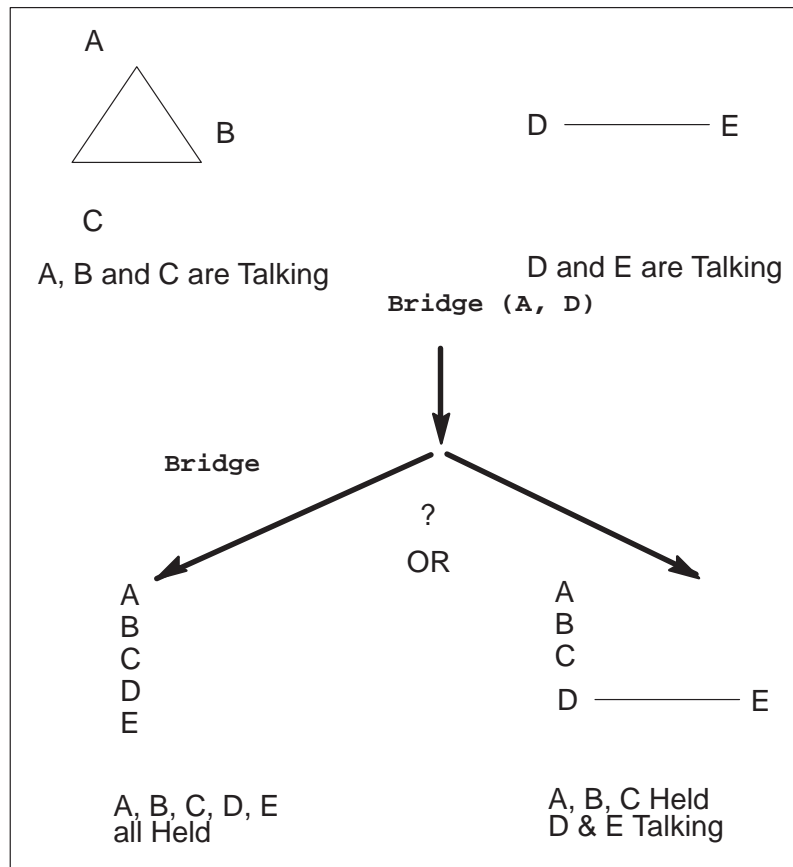 A
B
C
A, B and C are Talking
D E
D and E are Talking
Bridge (A, D)
Bridge
?
OR
A
B
C
D
E
A, B, C, D, E
all Held
A
B
C
D E
A, B, C Held
D & E Talking